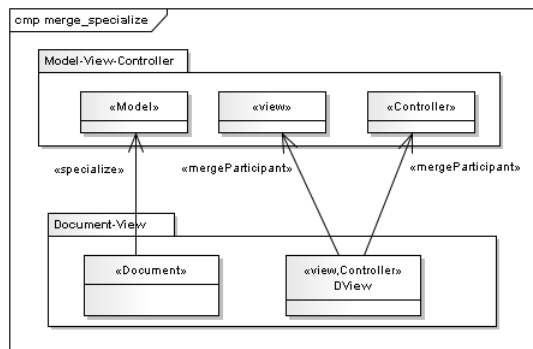 cmp merge_specialize
Model-View-Controller
«Model»
«view»
«Controller»
«specialize»
«mergeParticipant»
«mergeParticipant»
Document-View
«Document»
«view,Controller»
DView